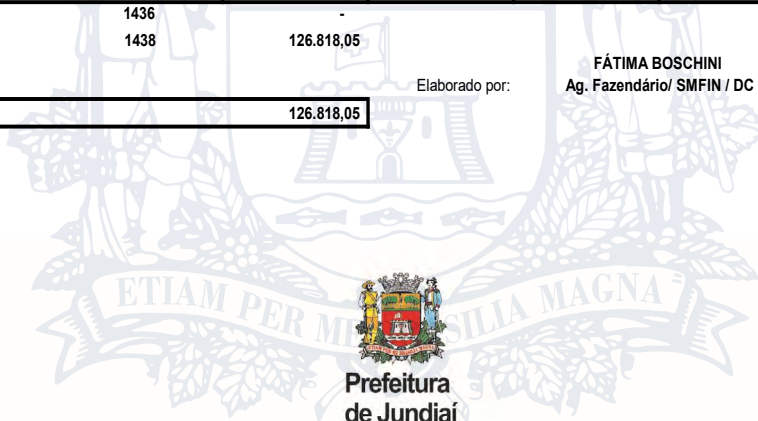 1436 -
1438 126.818,05
FÁTIMA BOSCHINI
Elaborado por: Ag. Fazendário/ SMFIN / DC
126.818,05
ETIAM PER ME MAGNA
Prefeitura
de Jundiaí